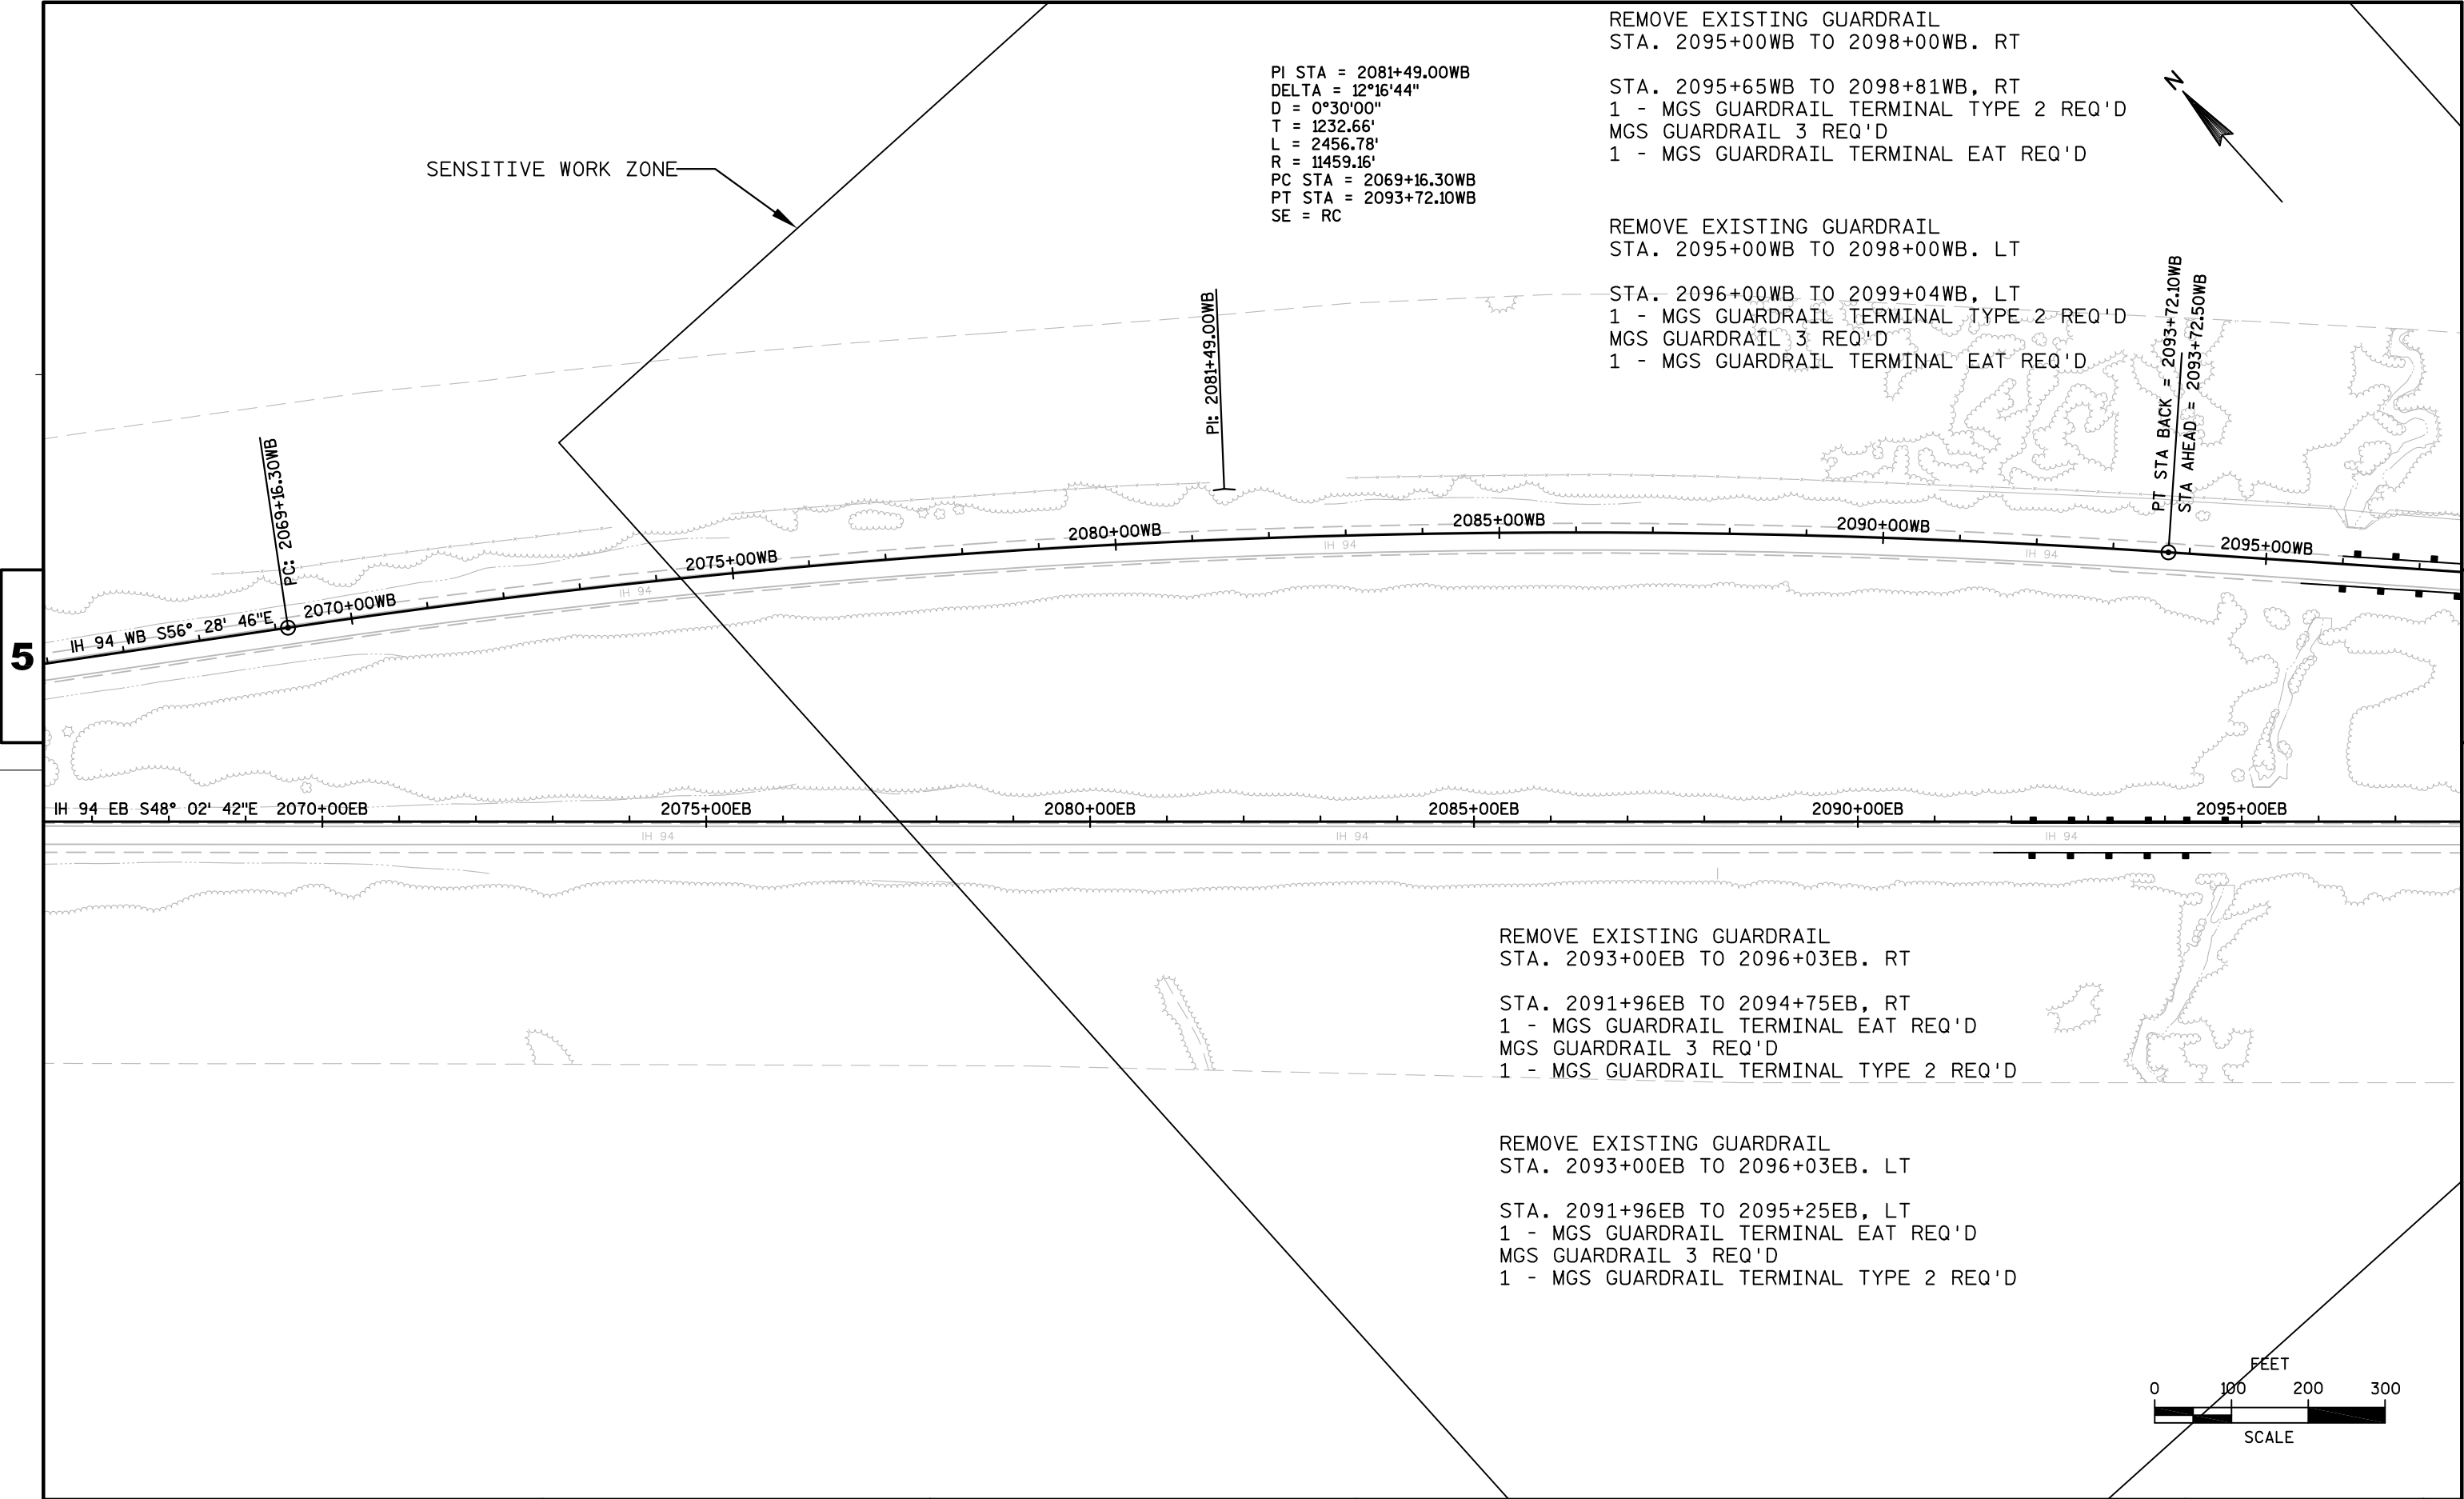 REMOVE EXISTING GUARDRAIL
STA. 2095+00WB TO 2098+00WB. RT
STA. 2095+65WB TO 2098+81WB, RT
1 - MGS GUARDRAIL TERMINAL TYPE 2 REQ'D
MGS GUARDRAIL 3 REQ'D
1 - MGS GUARDRAIL TERMINAL EAT REQ'D
PI STA = 2081+49.00WB
DELTA = 12°16'44"
D = 0°30'00"
T = 1232.66'
L = 2456.78'
R = 11459.16'
PC STA = 2069+16.30WB
PT STA = 2093+72.10WB
SE = RC
N
SENSITIVE WORK ZONE
REMOVE EXISTING GUARDRAIL
STA. 2095+00WB TO 2098+00WB. LT
STA. 2096+00WB TO 2099+04WB, LT
1 - MGS GUARDRAIL TERMINAL TYPE 2 REQ'D
MGS GUARDRAIL 3 REQ'D
1 - MGS GUARDRAIL TERMINAL EAT REQ'D
PC: 2069+16.30WB
PI: 2081+49.00WB
PT STA BACK = 2093+72.10WB
STA AHEAD = 2093+72.50WB
IH 94 WB S56° 28' 46"E
2070+00WB
2075+00WB
2080+00WB
2085+00WB
2090+00WB
2095+00WB
IH 94
IH 94
IH 94
5
IH 94 EB S48° 02' 42"E
2070+00EB
2075+00EB
2080+00EB
2085+00EB
2090+00EB
2095+00EB
IH 94
IH 94
IH 94
REMOVE EXISTING GUARDRAIL
STA. 2093+00EB TO 2096+03EB. RT
STA. 2091+96EB TO 2094+75EB, RT
1 - MGS GUARDRAIL TERMINAL EAT REQ'D
MGS GUARDRAIL 3 REQ'D
1 - MGS GUARDRAIL TERMINAL TYPE 2 REQ'D
REMOVE EXISTING GUARDRAIL
STA. 2093+00EB TO 2096+03EB. LT
STA. 2091+96EB TO 2095+25EB, LT
1 - MGS GUARDRAIL TERMINAL EAT REQ'D
MGS GUARDRAIL 3 REQ'D
1 - MGS GUARDRAIL TERMINAL TYPE 2 REQ'D
FEET
0 100 200 300
SCALE